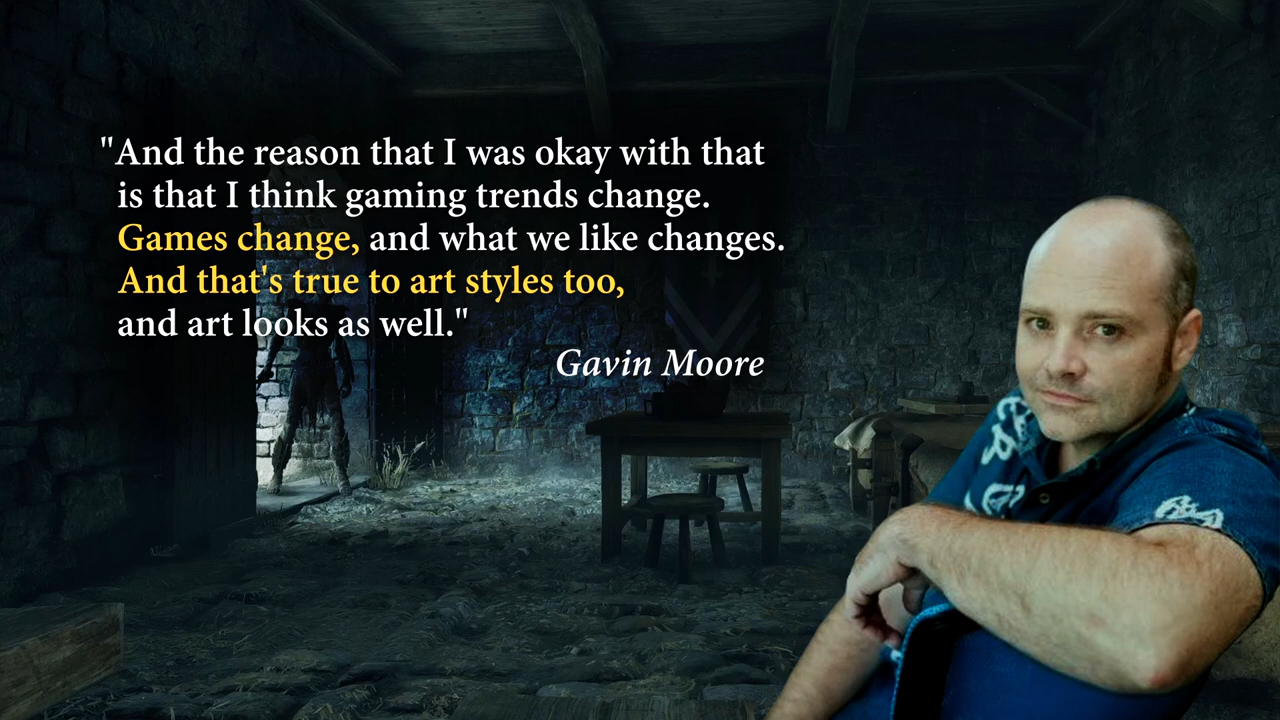 "And the reason that I was okay with that
is that I think gaming trends change.
Games change, and what we like changes.
And that's true to art styles too,
and art looks as well."
Gavin Moore